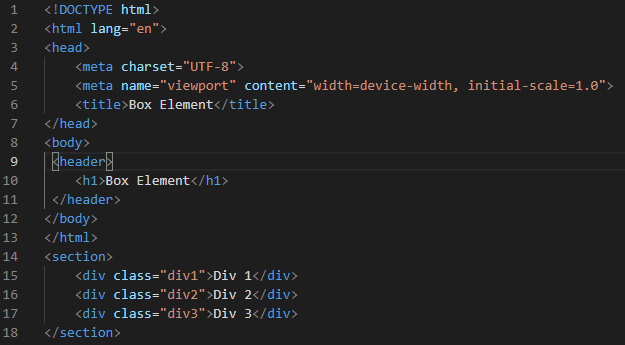 1 <!DOCTYPE html>
2 <html lang="en">
3 <head>
4     <meta charset="UTF-8">
5     <meta name="viewport" content="width=device-width, initial-scale=1.0">
6     <title>Box Element</title>
7 </head>
8 <body>
9  <header>
10     <h1>Box Element</h1>
11  </header>
12 </body>
13 </html>
14 <section>
15     <div class="div1">Div 1</div>
16     <div class="div2">Div 2</div>
17     <div class="div3">Div 3</div>
18 </section>